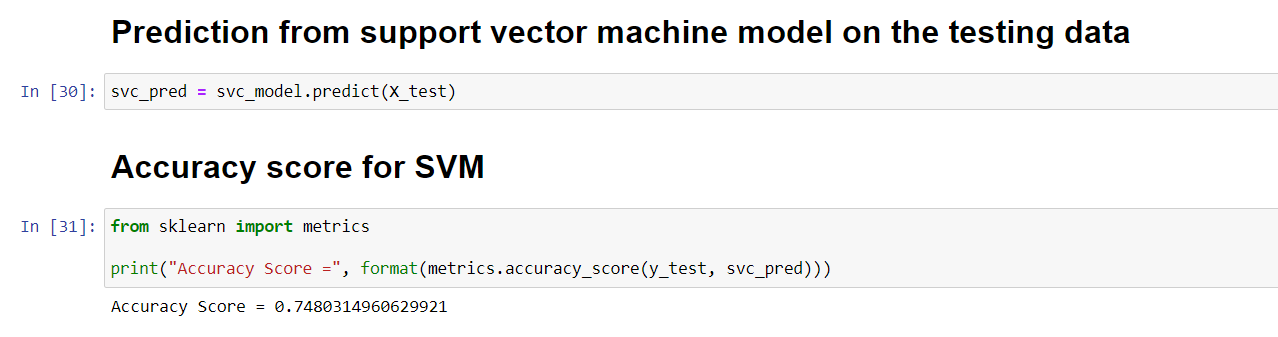 Prediction from support vector machine model on the testing data
In [30]: svc_pred = svc_model.predict(X_test)
Accuracy score for SVM
In [31]: from sklearn import metrics
print("Accuracy Score =", format(metrics.accuracy_score(y_test, svc_pred)))
Accuracy Score = 0.7480314960629921